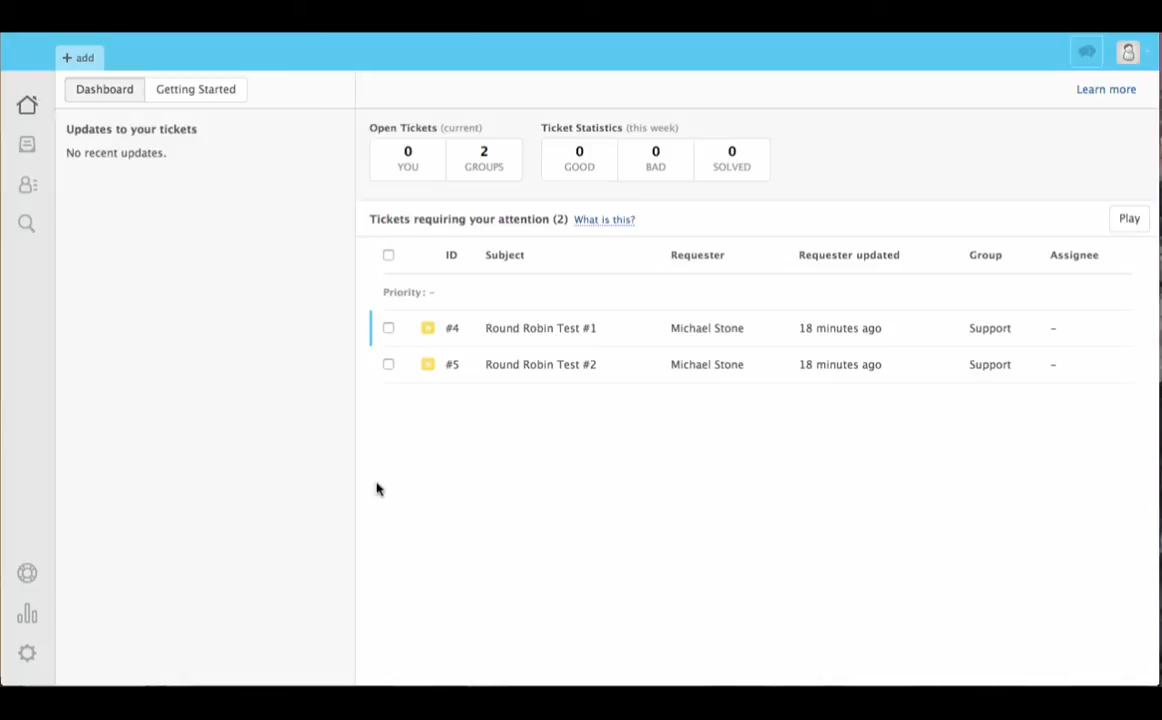 + add
Dashboard Getting Started
Learn more
Updates to your tickets
No recent updates.
Open Tickets (current) Ticket Statistics (this week)
0 2 0 0 0
YOU GROUPS GOOD BAD SOLVED
Tickets requiring your attention (2) What is this? Play
ID Subject Requester Requester updated Group Assignee
Priority: –
#4 Round Robin Test #1 Michael Stone 18 minutes ago Support –
#5 Round Robin Test #2 Michael Stone 18 minutes ago Support –